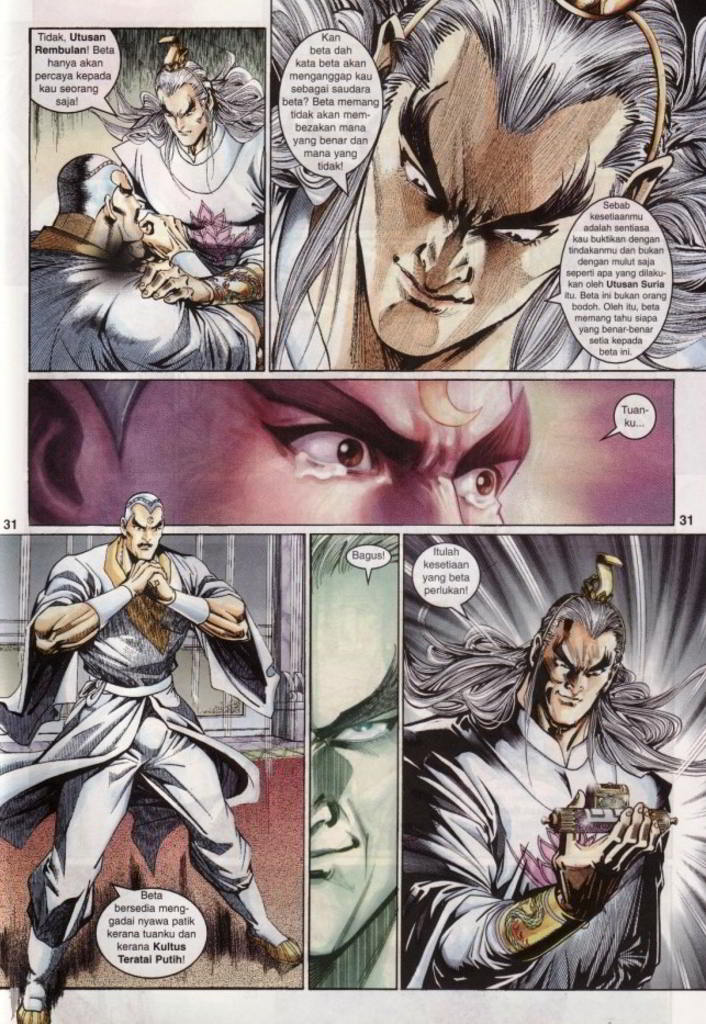 Tidak, Utusan
Rembulan! Beta
hanya akan
percaya kepada
kau seorang
saja!
Kan
beta dah
kata beta akan
menganggap kau
sebagai saudara
beta? Beta memang
tidak akan mem-
bezakan mana
yang benar dan
mana yang
tidak!
Sebab
kesetiaanmu
adalah sentiasa
kau buktikan dengan
tindakanmu dan bukan
dengan mulut saja
seperti apa yang dilaku-
kan oleh Utusan Suria
itu. Beta ini bukan orang
bodoh. Oleh itu, beta
memang tahu siapa
yang benar-benar
setia kepada
beta ini.
Tuan-
ku...
31
31
Beta
bersedia meng-
gadai nyawa patik
kerana tuanku dan
kerana Kultus
Teratai Putih!
Bagus!
Itulah
kesetiaan
yang beta
perlukan!